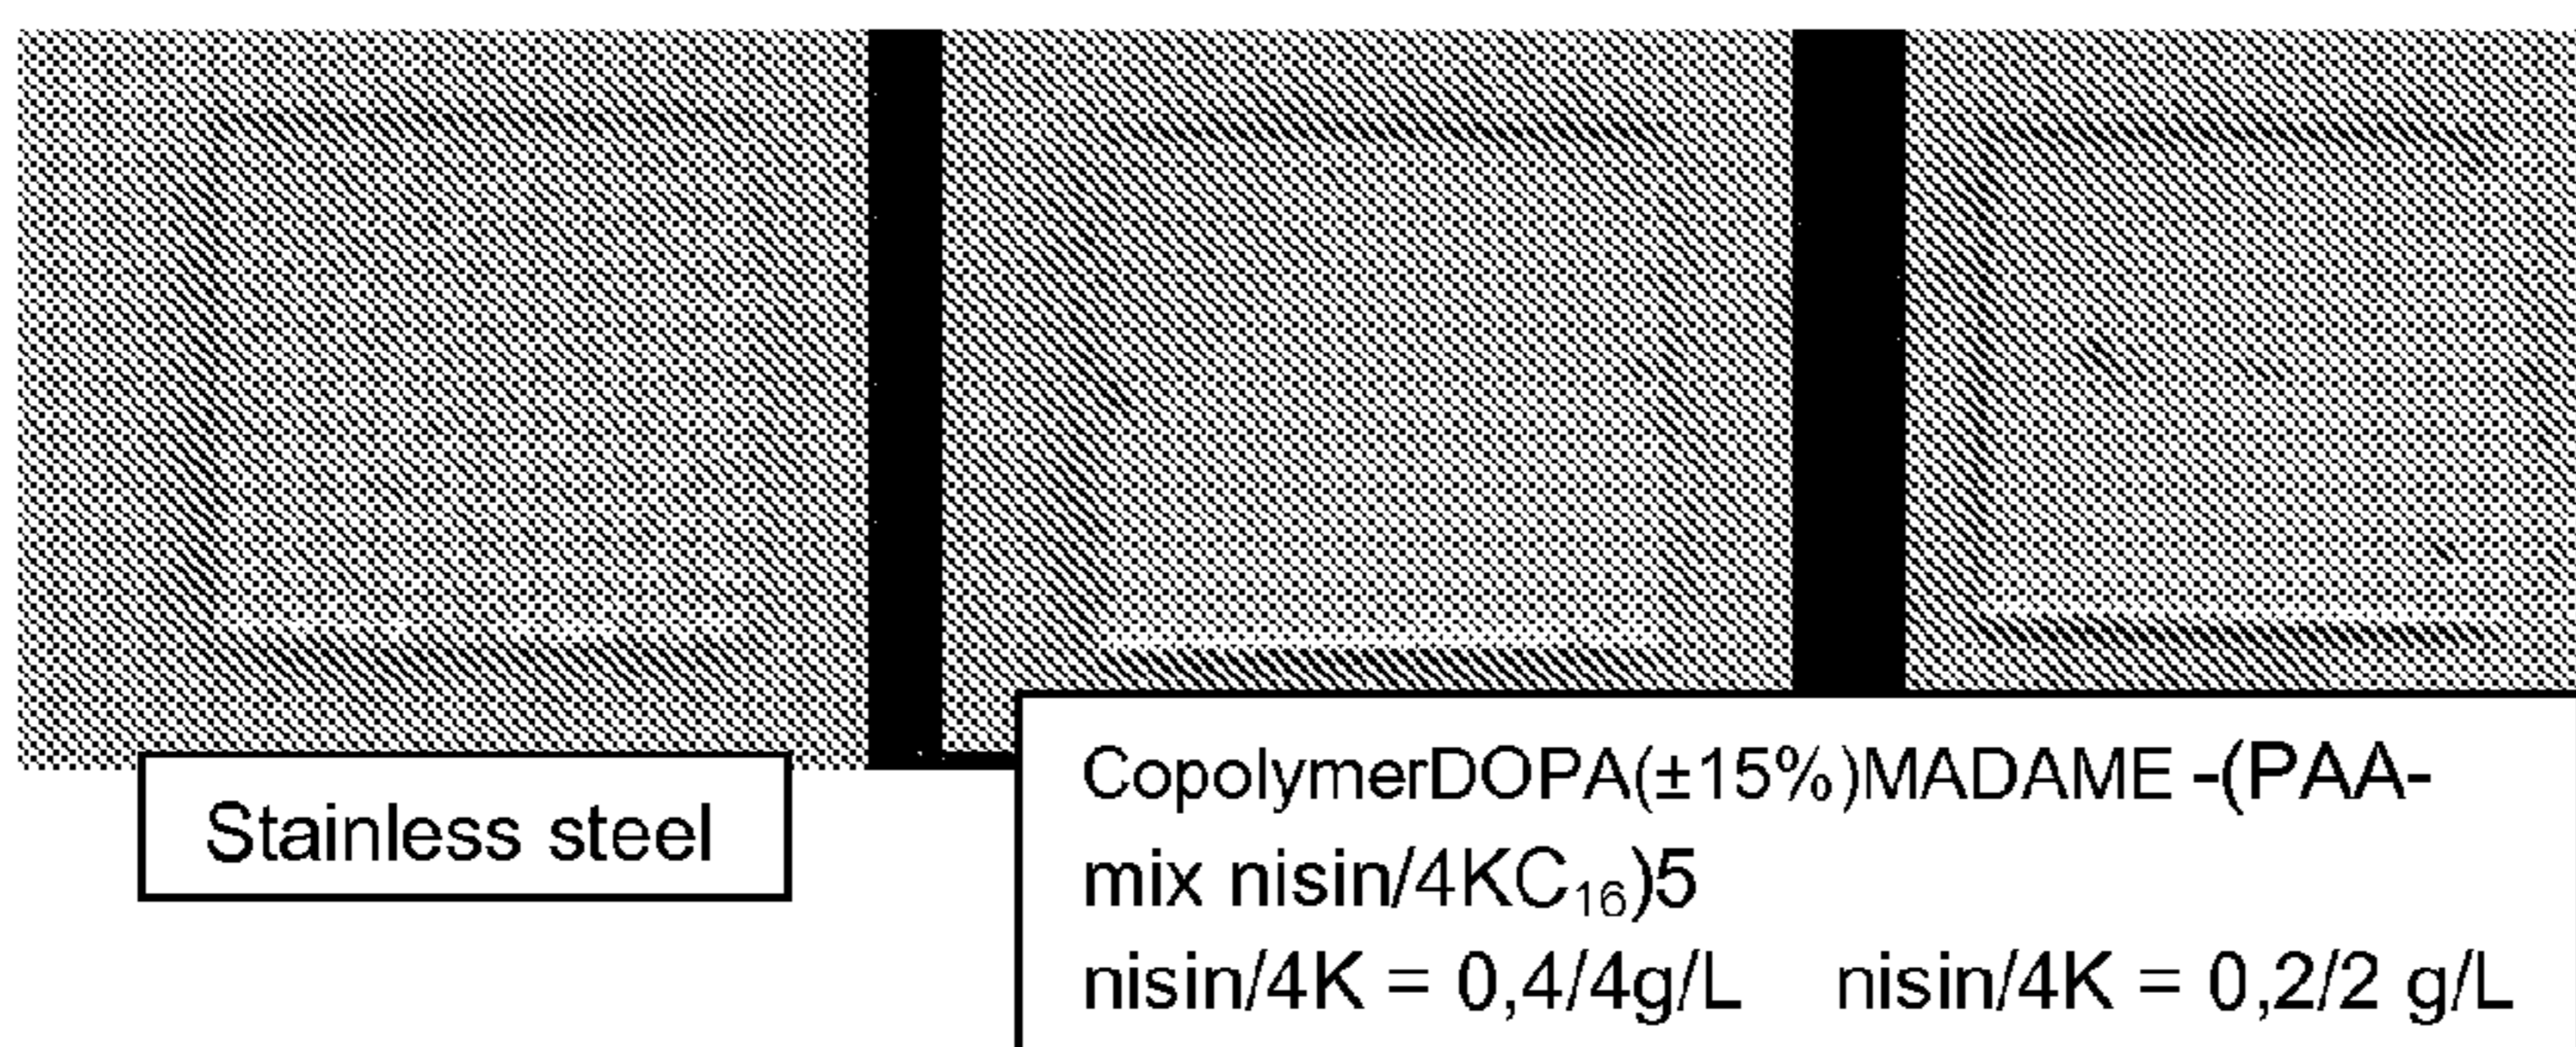 Stainless steel
CopolymerDOPA(±15%)MADAME -(PAA-
mix nisin/4KC₁₆)5
nisin/4K = 0,4/4g/L nisin/4K = 0,2/2 g/L